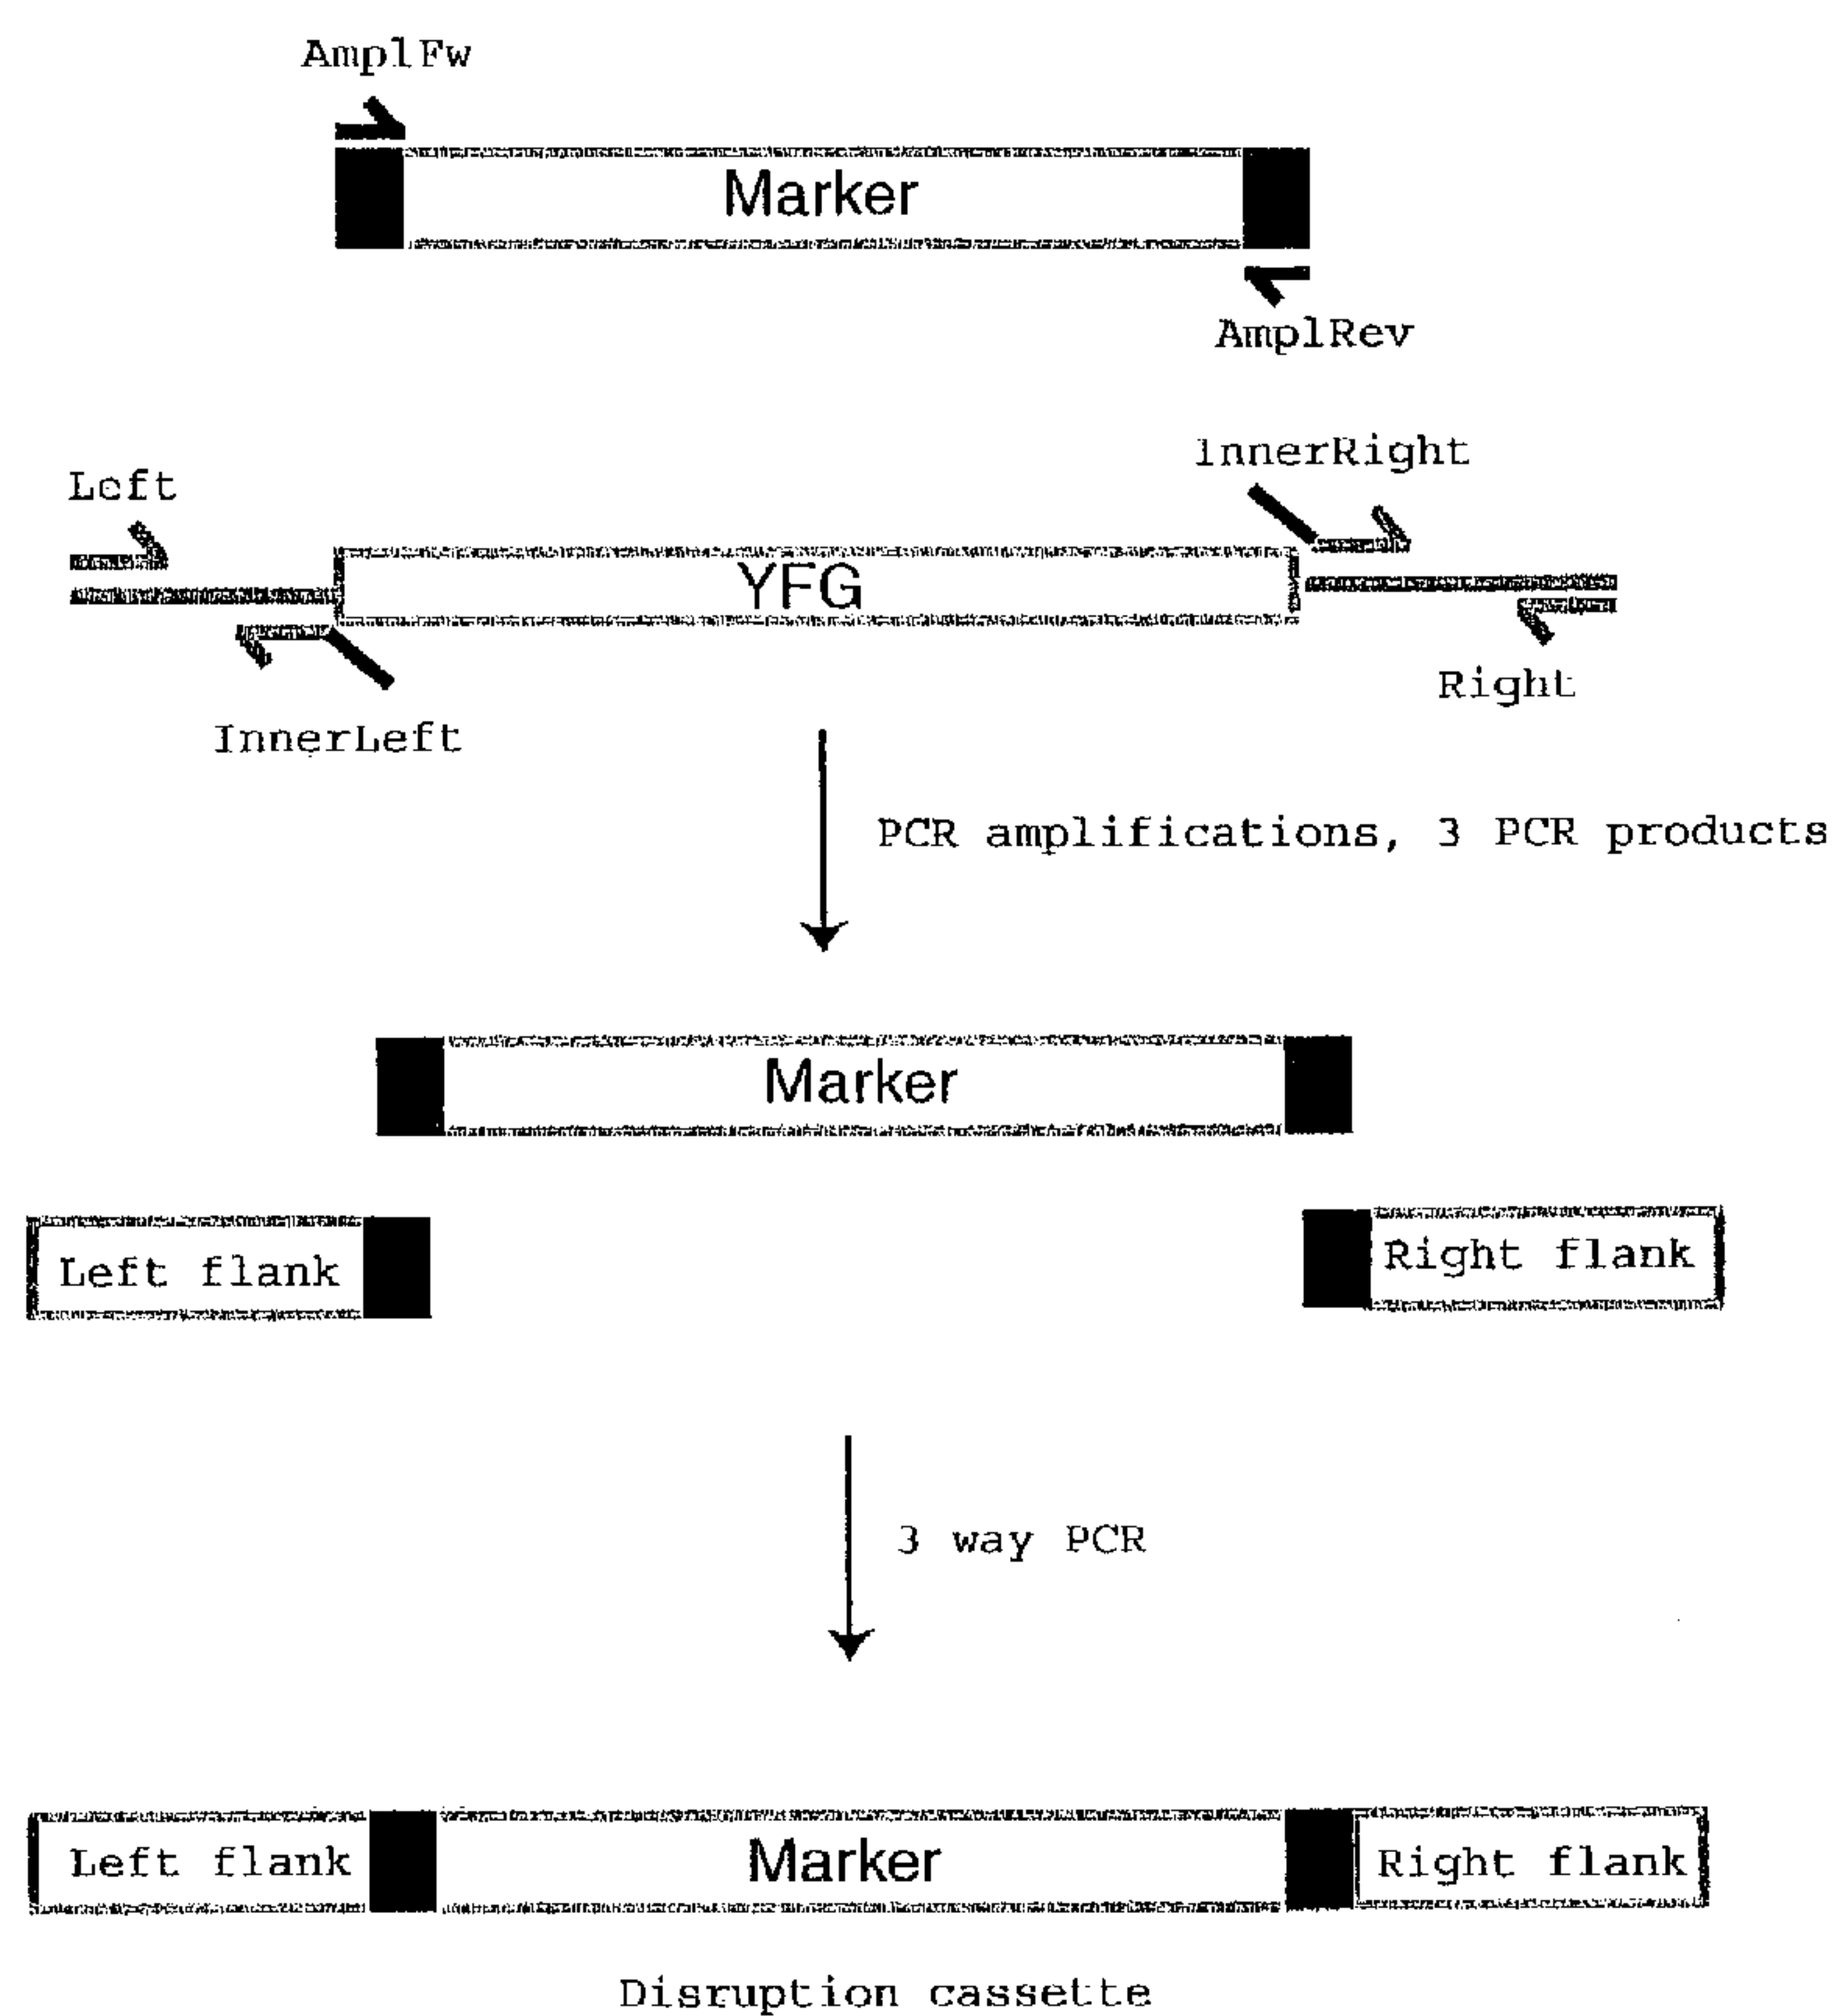 AmplFw
Marker
AmplRev
InnerRight
Left
YFG
Right
InnerLeft
PCR amplifications, 3 PCR products
Marker
Left flank
Right flank
3 way PCR
Left flank
Marker
Right flank
Disruption cassette